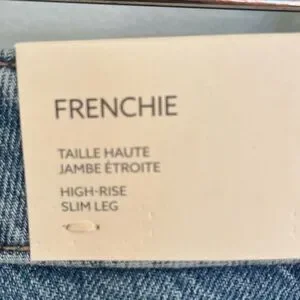 FRENCHIE
TAILLE HAUTE
JAMBE ÉTROITE
HIGH-RISE
SLIM LEG